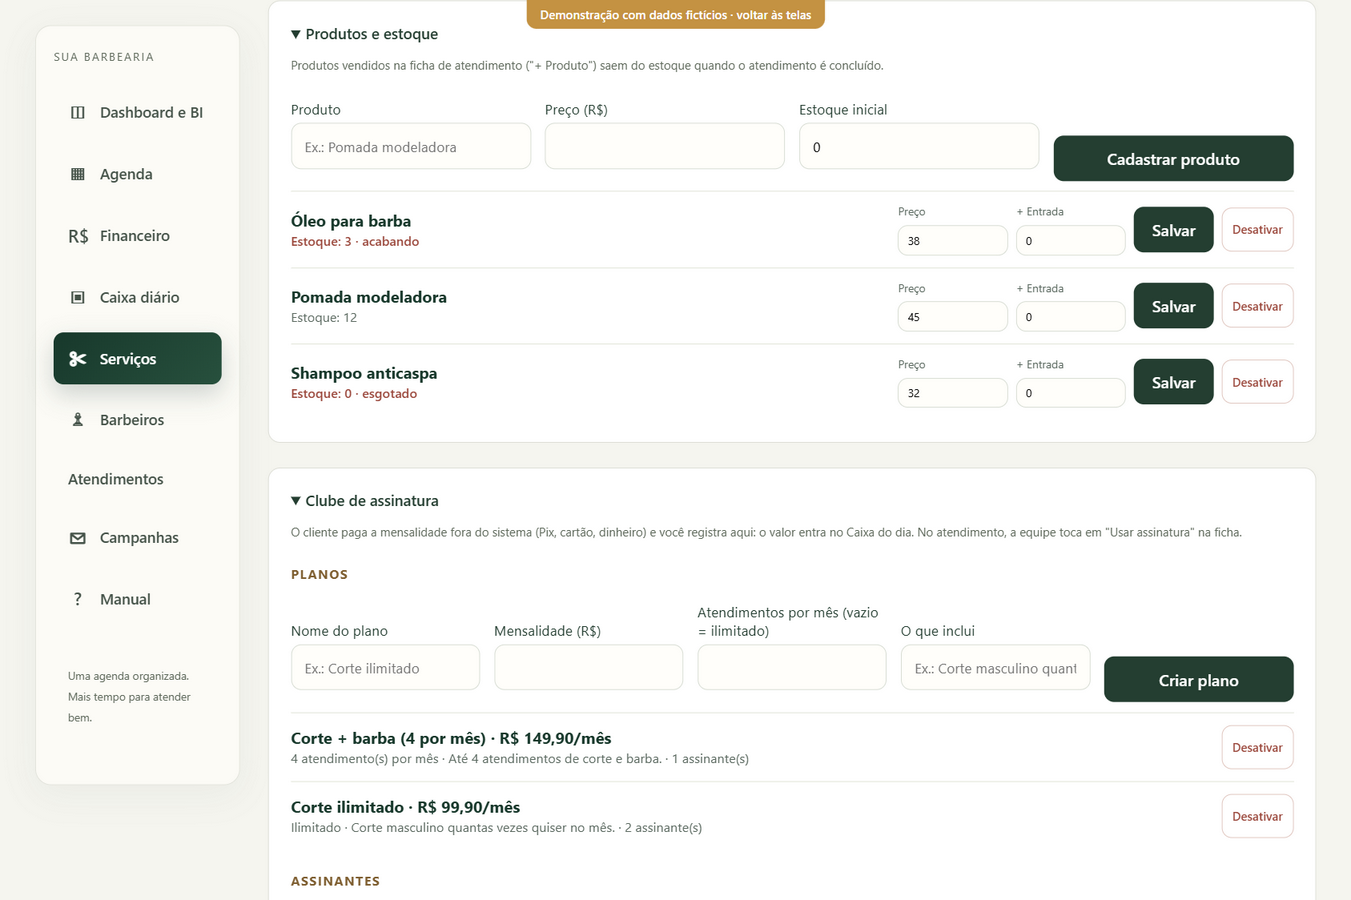 Demonstração com dados fictícios · voltar às telas
SUA BARBEARIA
Dashboard e BI
Agenda
R$ Financeiro
Caixa diário
Serviços
Barbeiros
Atendimentos
Campanhas
? Manual
Uma agenda organizada.
Mais tempo para atender
bem.
▼ Produtos e estoque
Produtos vendidos na ficha de atendimento ("+ Produto") saem do estoque quando o atendimento é concluído.
Produto Preço (R$) Estoque inicial
Ex.: Pomada modeladora 0 Cadastrar produto
Óleo para barba
Estoque: 3 · acabando
Preço + Entrada
38 0 Salvar Desativar
Pomada modeladora
Estoque: 12
Preço + Entrada
45 0 Salvar Desativar
Shampoo anticaspa
Estoque: 0 · esgotado
Preço + Entrada
32 0 Salvar Desativar
▼ Clube de assinatura
O cliente paga a mensalidade fora do sistema (Pix, cartão, dinheiro) e você registra aqui: o valor entra no Caixa do dia. No atendimento, a equipe toca em "Usar assinatura" na ficha.
PLANOS
Nome do plano Mensalidade (R$) Atendimentos por mês (vazio
= ilimitado) O que inclui
Ex.: Corte ilimitado Ex.: Corte masculino quant Criar plano
Corte + barba (4 por mês) · R$ 149,90/mês
4 atendimento(s) por mês · Até 4 atendimentos de corte e barba. · 1 assinante(s)
Desativar
Corte ilimitado · R$ 99,90/mês
Ilimitado · Corte masculino quantas vezes quiser no mês. · 2 assinante(s)
Desativar
ASSINANTES